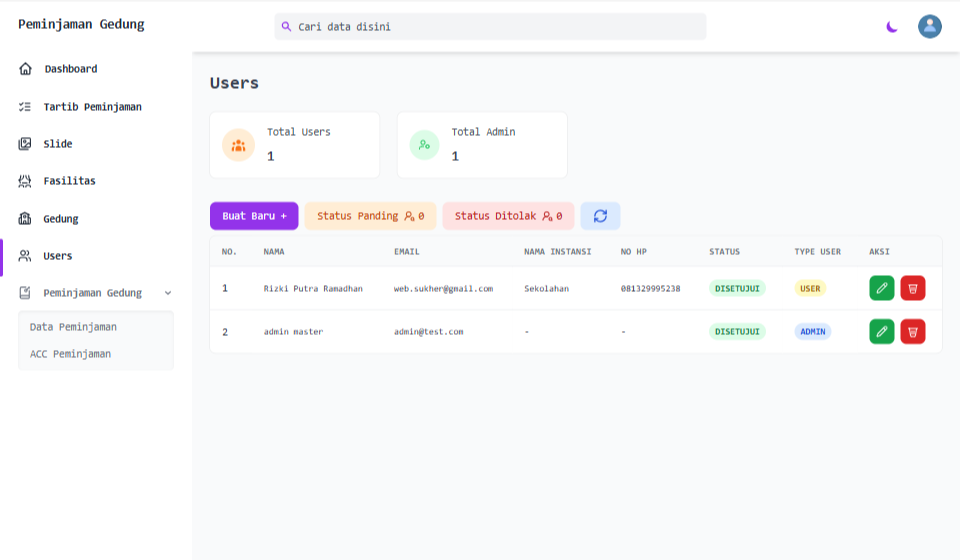 Peminjaman Gedung
Cari data disini
Dashboard
Tartib Peminjaman
Slide
Fasilitas
Gedung
Users
Peminjaman Gedung
Data Peminjaman
ACC Peminjaman
Users
Total Users
1
Total Admin
1
Buat Baru +
Status Panding 0
Status Ditolak 0
NO. NAMA EMAIL NAMA INSTANSI NO HP STATUS TYPE USER AKSI
1 Rizki Putra Ramadhan web.sukher@gmail.com Sekolahan 081329995238 DISETUJUI USER
2 admin master admin@test.com - - DISETUJUI ADMIN